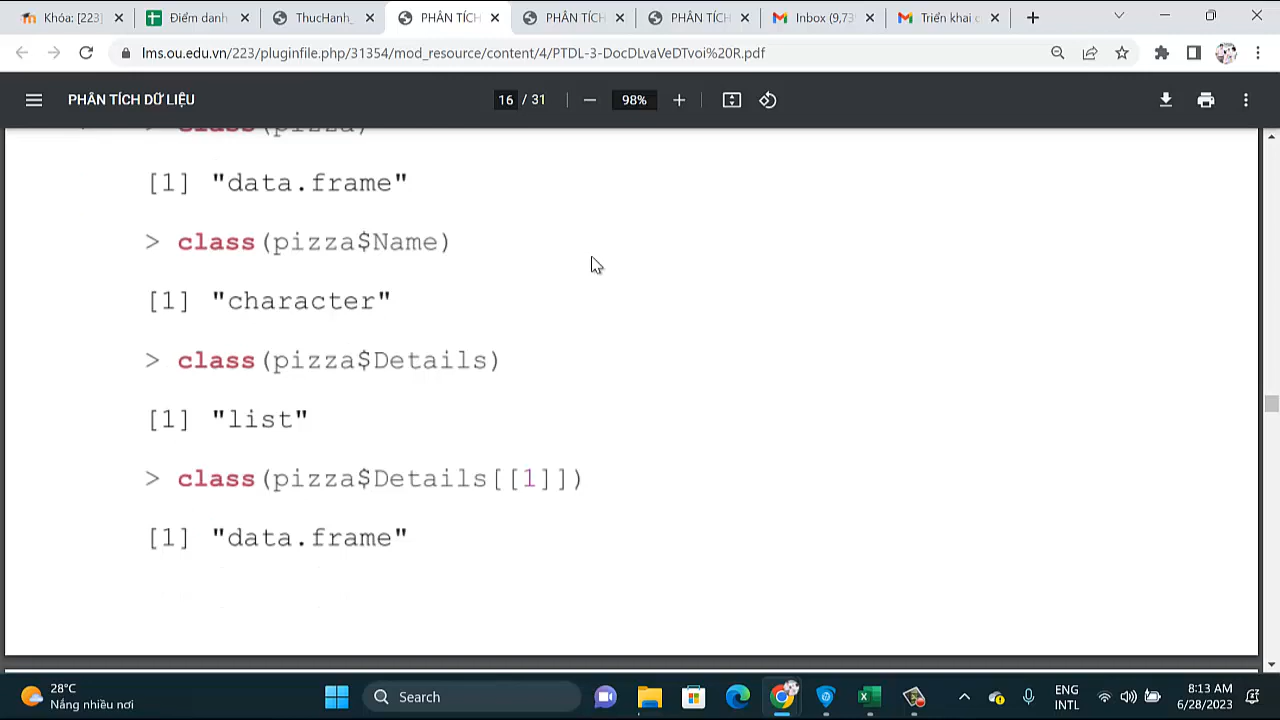 Khóa: [223]
Điểm danh
ThucHanh_
PHÂN TÍCH
PHÂN TÍCH
PHÂN TÍCH
Inbox (9,73
Triển khai c
lms.ou.edu.vn/223/pluginfile.php/31354/mod_resource/content/4/PTDL-3-DocDLvaVeDTvoi%20R.pdf
PHÂN TÍCH DỮ LIỆU
16 / 31
98%
> class(pizza)
[1] "data.frame"
> class(pizza$Name)
[1] "character"
> class(pizza$Details)
[1] "list"
> class(pizza$Details[[1]])
[1] "data.frame"
28°C
Nắng nhiều nơi
Search
ENG
INTL
8:13 AM
6/28/2023